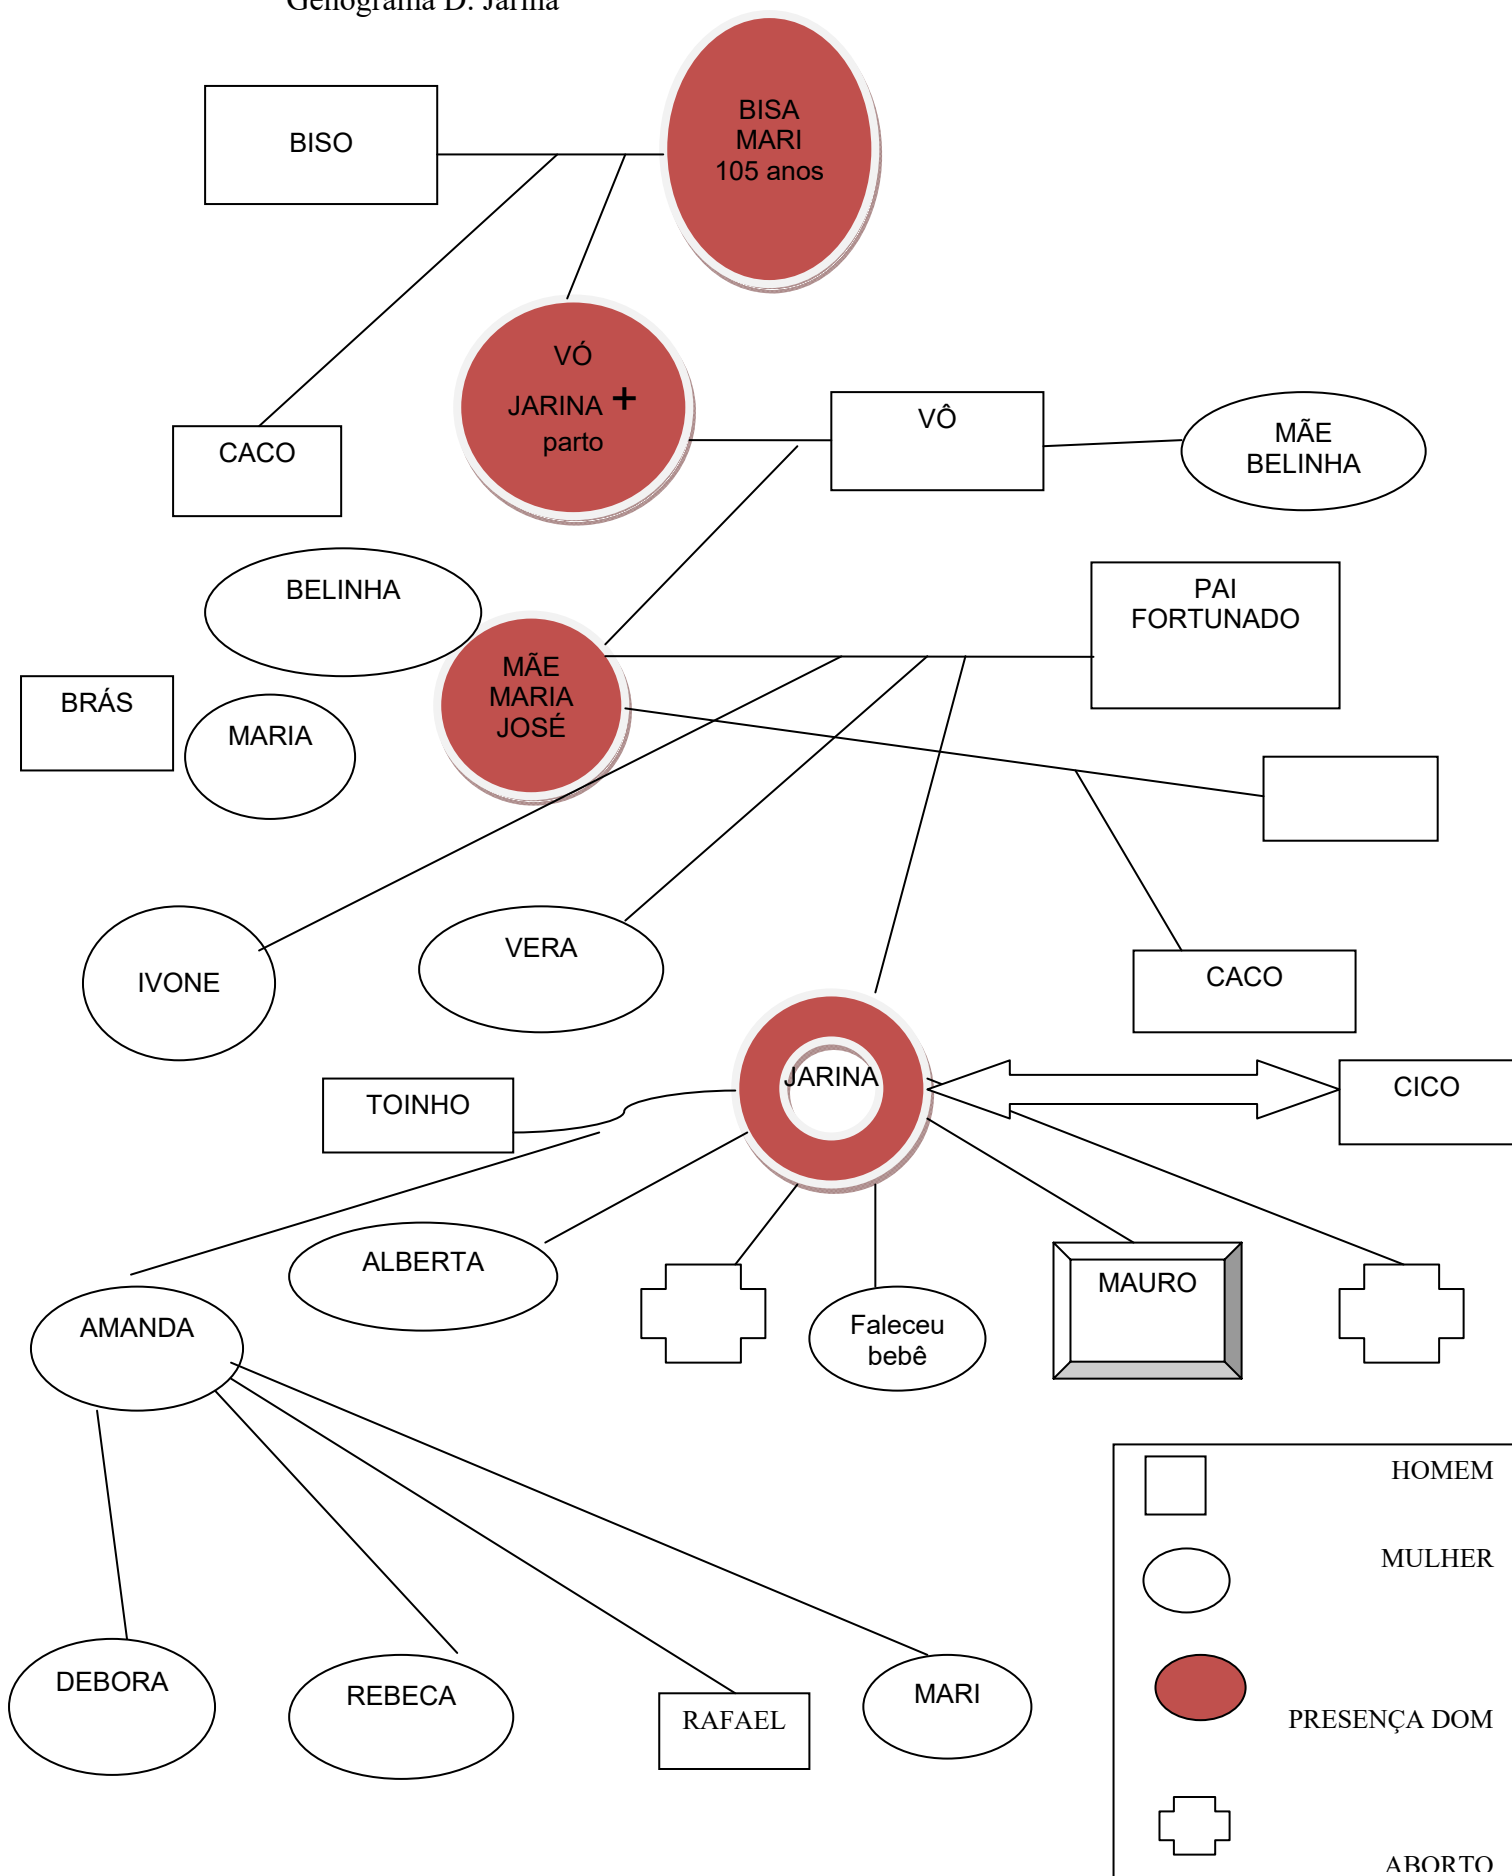 Genograma D. Jarina
BISO
BISA
MARI
105 anos
VÓ
JARINA +
parto
VÔ
MÃE
BELINHA
CACO
BELINHA
PAI
FORTUNADO
BRÁS
MARIA
MÃE
MARIA
JOSÉ
IVONE
VERA
CACO
TOINHO
JARINA
CICO
ALBERTA
AMANDA
Faleceu
bebê
MAURO
DEBORA
REBECA
RAFAEL
MARI
HOMEM
MULHER
PRESENÇA DOM
ABORTO